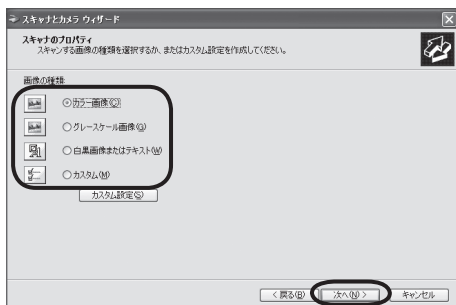 スキャナとカメラ ウィザード
スキャナのプロパティ
スキャンする画像の種類を選択するか、またはカスタム設定を作成してください。
画像の種類:
カラー画像(C)
グレースケール画像(G)
白黒画像またはテキスト(W)
カスタム(M)
カスタム設定(S)
< 戻る(B) 次へ(N) > キャンセル